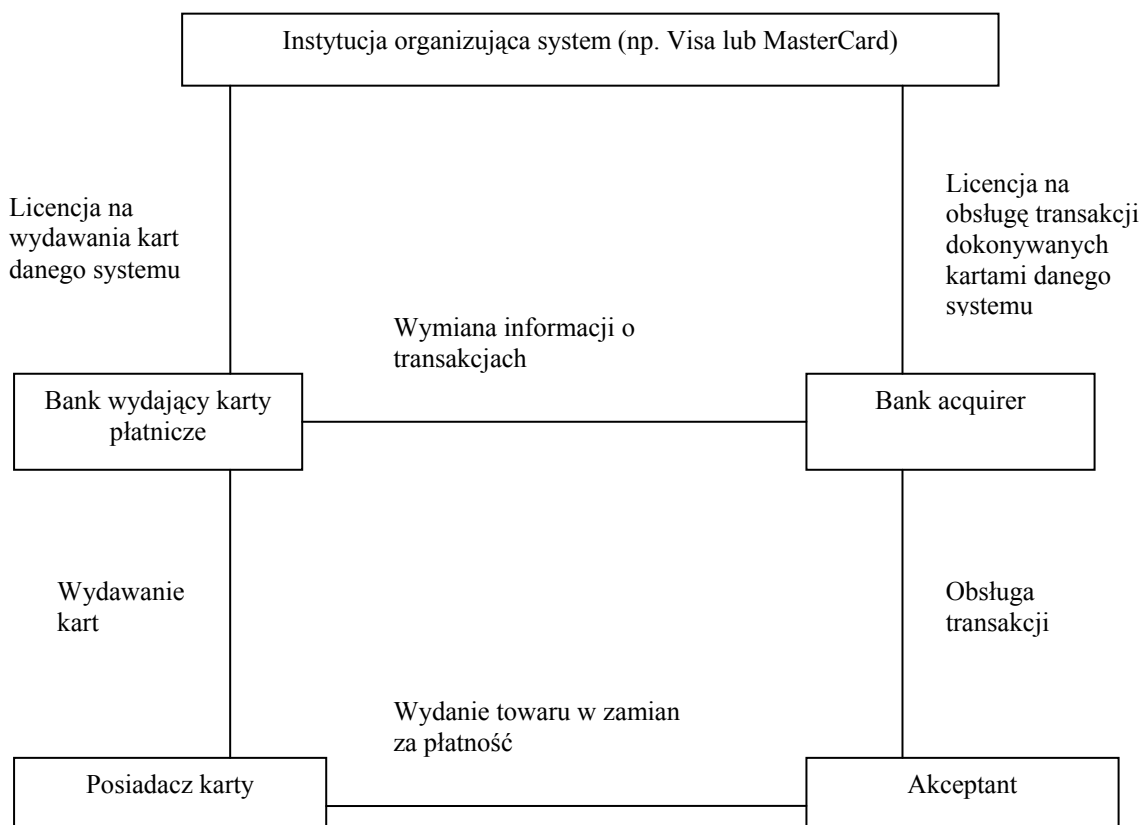 Instytucja organizująca system (np. Visa lub MasterCard)
Licencja na
wydawania kart
danego systemu
Licencja na
obsługę transakcji
dokonywanych
kartami danego
systemu
Wymiana informacji o
transakcjach
Bank wydający karty
płatnicze
Bank acquirer
Wydawanie
kart
Obsługa
transakcji
Wydanie towaru w zamian
za płatność
Posiadacz karty
Akceptant